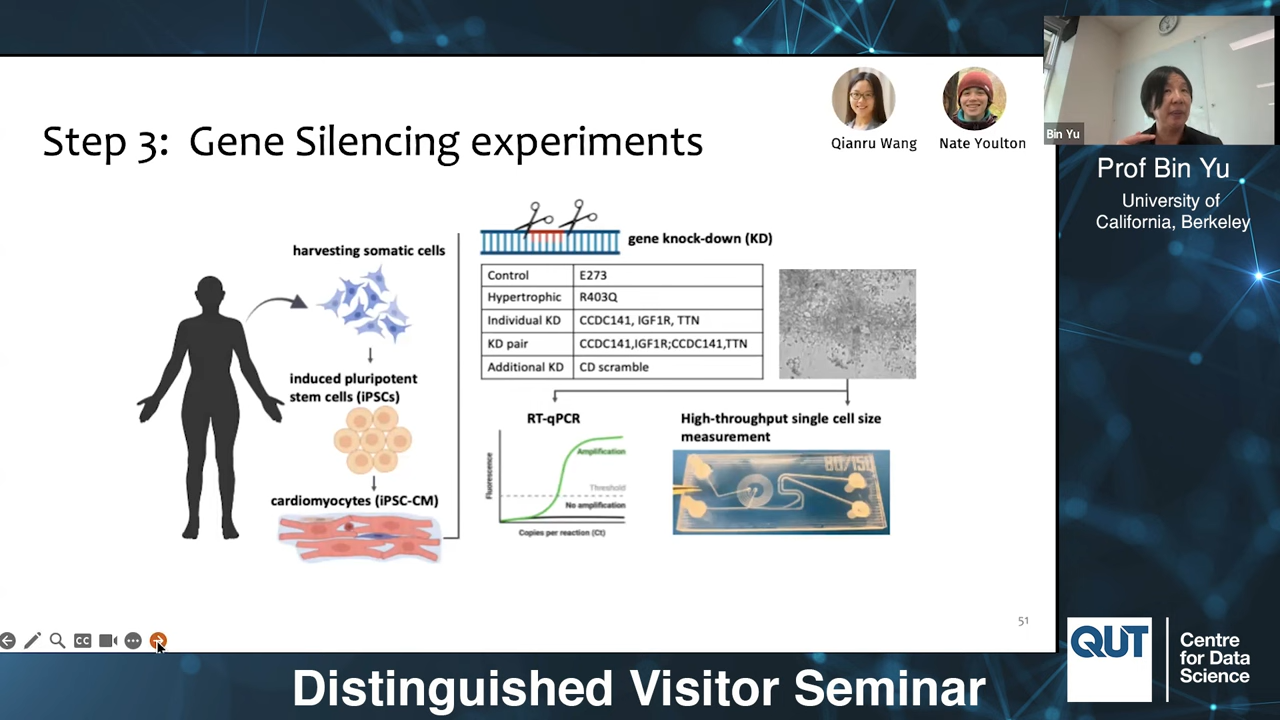 Step 3: Gene Silencing experiments
Qianru Wang
Nate Youlton
Bin Yu
Prof Bin Yu
University of
California, Berkeley
harvesting somatic cells
induced pluripotent
stem cells (iPSCs)
cardiomyocytes (iPSC-CM)
gene knock-down (KD)
Control E273
Hypertrophic R403Q
Individual KD CCDC141, IGF1R, TTN
KD pair CCDC141,IGF1R;CCDC141,TTN
Additional KD CD scramble
RT-qPCR
Fluorescence
Amplification
Threshold
No amplification
Copies per reaction (Ct)
High-throughput single cell size
measurement
80/150
51
CC
QUT
Centre
for Data
Science
Distinguished Visitor Seminar